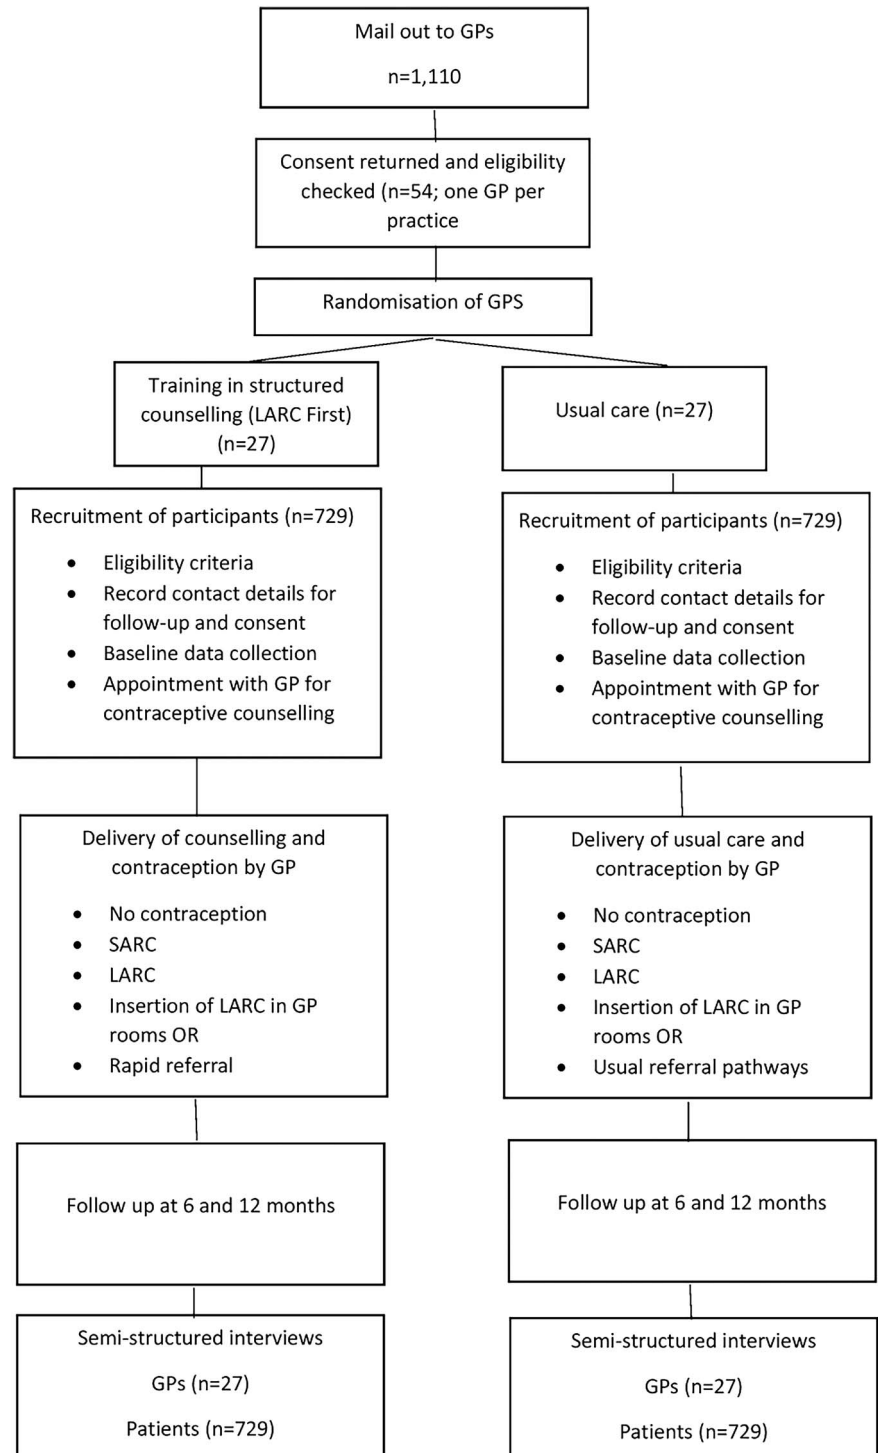 Mail out to GPs
n=1,110
Consent returned and eligibility
checked (n=54; one GP per
practice
Randomisation of GPS
Training in structured
counselling (LARC First)
(n=27)
Usual care (n=27)
Recruitment of participants (n=729)
• Eligibility criteria
• Record contact details for
follow-up and consent
• Baseline data collection
• Appointment with GP for
contraceptive counselling
Recruitment of participants (n=729)
• Eligibility criteria
• Record contact details for
follow-up and consent
• Baseline data collection
• Appointment with GP for
contraceptive counselling
Delivery of counselling and
contraception by GP
• No contraception
• SARC
• LARC
• Insertion of LARC in GP
rooms OR
• Rapid referral
Delivery of usual care and
contraception by GP
• No contraception
• SARC
• LARC
• Insertion of LARC in GP
rooms OR
• Usual referral pathways
Follow up at 6 and 12 months
Follow up at 6 and 12 months
Semi-structured interviews
GPs (n=27)
Patients (n=729)
Semi-structured interviews
GPs (n=27)
Patients (n=729)